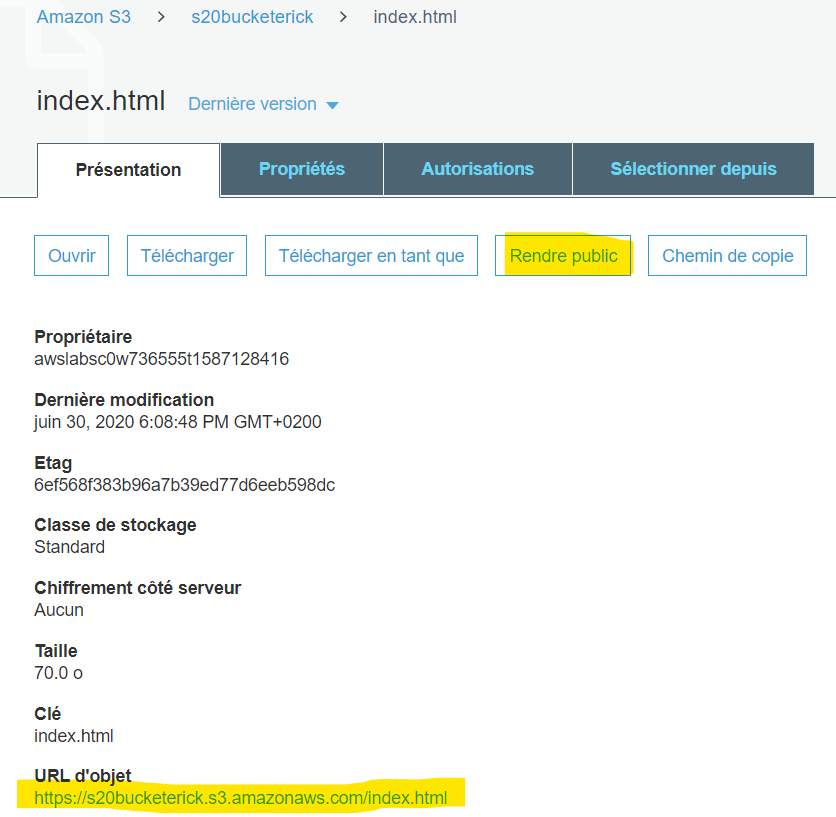 Amazon S3 > s20bucketerick > index.html
index.html Dernière version
Présentation Propriétés Autorisations Sélectionner depuis
Ouvrir Télécharger Télécharger en tant que Rendre public Chemin de copie
Propriétaire
awslabsc0w736555t1587128416
Dernière modification
juin 30, 2020 6:08:48 PM GMT+0200
Etag
6ef568f383b96a7b39ed77d6eeb598dc
Classe de stockage
Standard
Chiffrement côté serveur
Aucun
Taille
70.0 o
Clé
index.html
URL d'objet
https://s20bucketerick.s3.amazonaws.com/index.html